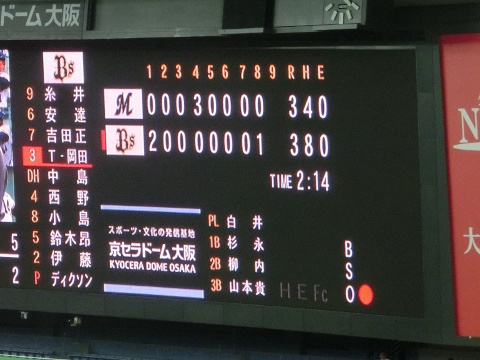 ドーム大阪
Bs
1 2 3 4 5 6 7 8 9 R H E
M 0 0 0 3 0 0 0 0 3 4 0
Bs 2 0 0 0 0 0 0 1 3 8 0
TIME 2:14
9 糸井
6 安達
7 吉田正
3 T-岡田
DH 中島
4 西野
8 小島
5 鈴木昂
2 伊藤
P ディクソン
5
2
スポーツ・文化の発信基地
京セラドーム大阪
KYOCERA DOME OSAKA
PL 白井
1B 杉永
2B 柳内
3B 山本貴
H E Fc
B
S
O
N
大